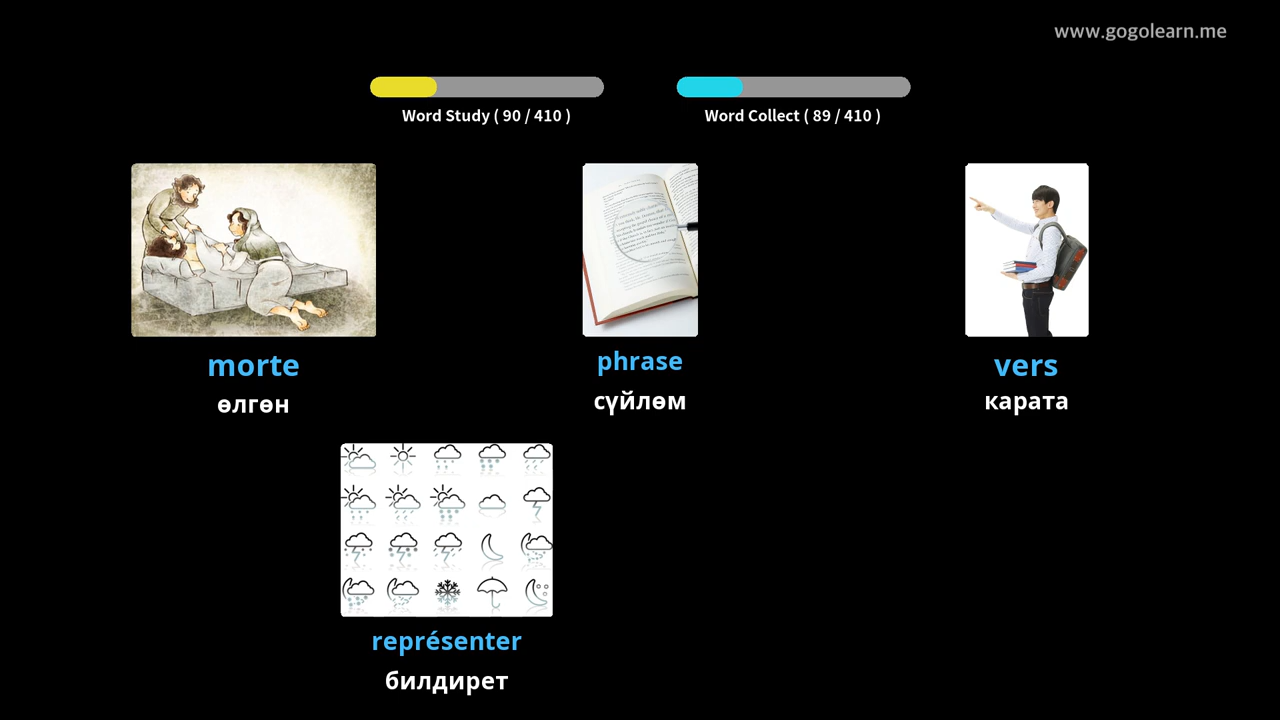 www.gogolearn.me
Word Study ( 90 / 410 )
Word Collect ( 89 / 410 )
morte
өлгөн
phrase
сүйлөм
vers
карата
représenter
билдирет